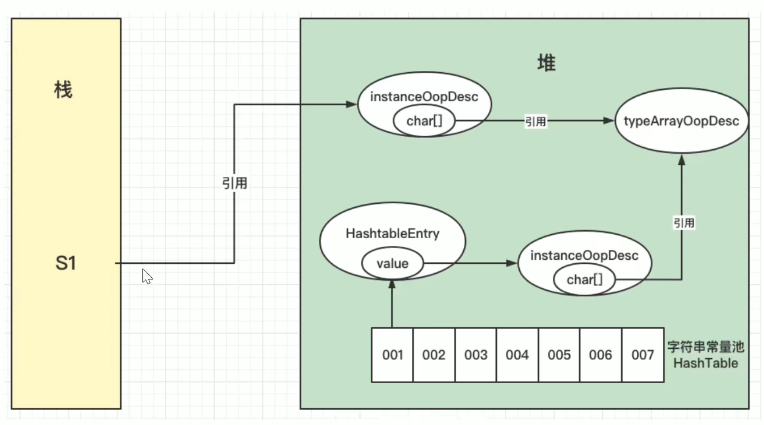 栈
堆
instanceOopDesc
char[]
引用
typeArrayOopDesc
引用
引用
HashtableEntry
value
instanceOopDesc
char[]
S1
001 002 003 004 005 006 007
字符串常量池
HashTable